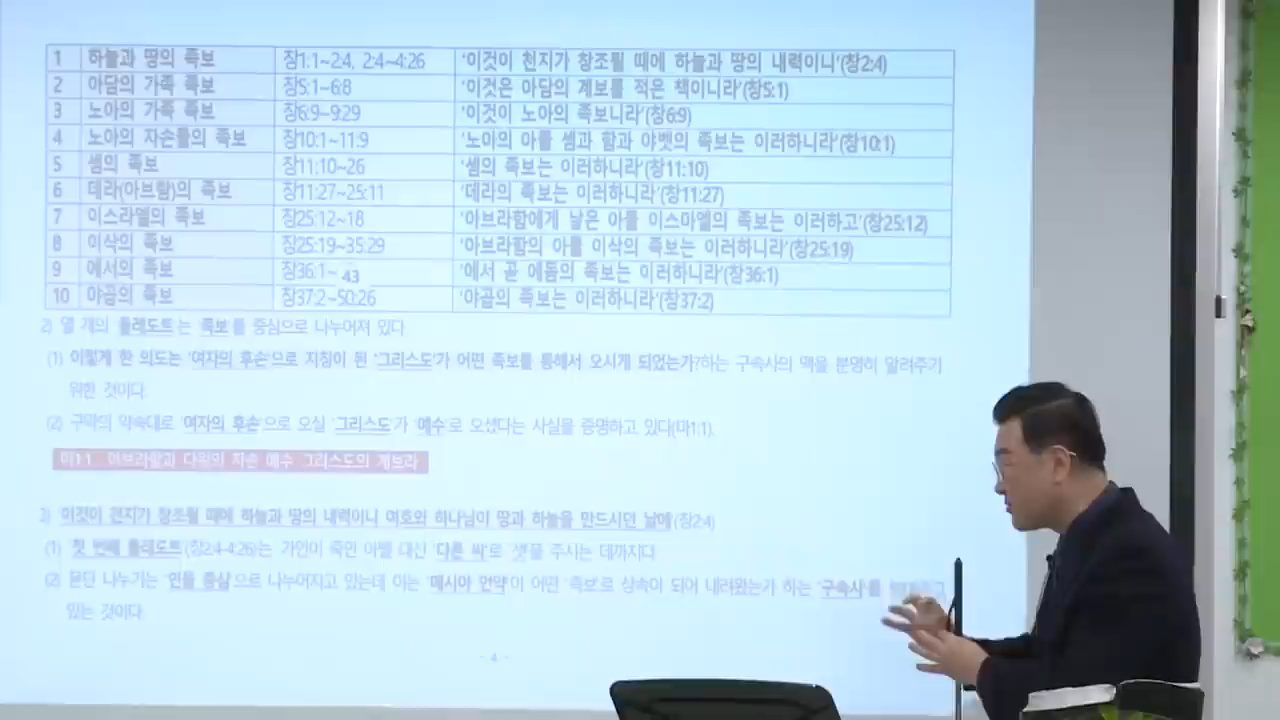 1 하늘과 땅의 족보 창1:1~2:4, 2:4~4:26 '이것이 천지가 창조될 때에 하늘과 땅의 내력이니'(창2:4)
2 아담의 가족 족보 창5:1~6:8 '이것은 아담의 계보를 적은 책이니라'(창5:1)
3 노아의 가족 족보 창6:9~9:29 '이것이 노아의 족보니라'(창6:9)
4 노아의 자손들의 족보 창10:1~11:9 '노아의 아들 셈과 함과 야벳의 족보는 이러하니라'(창10:1)
5 셈의 족보 창11:10~26 '셈의 족보는 이러하니라'(창11:10)
6 데라(아브람)의 족보 창11:27~25:11 '데라의 족보는 이러하니라'(창11:27)
7 이스라엘의 족보 창25:12~18 '아브라함에게 낳은 아들 이스마엘의 족보는 이러하고'(창25:12)
8 이삭의 족보 창25:19~35:29 '아브라함의 아들 이삭의 족보는 이러하니라'(창25:19)
9 에서의 족보 창36:1~ 43 '에서 곧 에돔의 족보는 이러하니라'(창36:1)
10 야곱의 족보 창37:2~50:26 '야곱의 족보는 이러하니라'(창37:2)
2) 열 개의 톨레도트는 족보를 중심으로 나누어져 있다
(1) 이렇게 한 의도는 '여자의 후손'으로 지칭이 된 '그리스도'가 어떤 족보를 통해서 오시게 되었는가?하는 구속사의 맥을 분명히 알려주기
위한 것이다.
(2) 구약의 약속대로 '여자의 후손'으로 오실 '그리스도'가 '예수'로 오셨다는 사실을 증명하고 있다(마1:1).
마1:1 아브라함과 다윗의 자손 예수 그리스도의 계보라
3) 이것이 천지가 창조될 때에 하늘과 땅의 내력이니 여호와 하나님이 땅과 하늘을 만드시던 날에(창2:4)
(1) 첫 번째 톨레도트(창2:4-4:26)는 가인이 죽인 아벨 대신 '다른 씨'로 '셋'을 주시는 데까지다.
(2) 문단 나누기는 '인물 중심'으로 나누어지고 있는데 이는 '메시아 언약'이 어떤 '족보'로 상속이 되어 내려왔는가 하는 '구속사'를
있는 것이다.
- 4 -